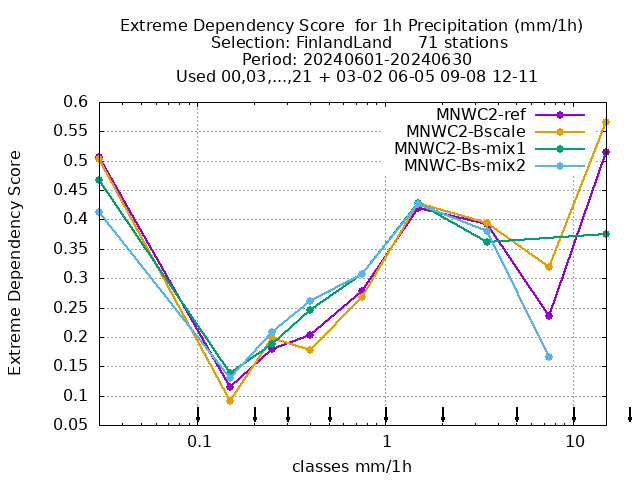 Extreme Dependency Score  for 1h Precipitation (mm/1h)
Selection: FinlandLand     71 stations
Period: 20240601-20240630
Used 00,03,...,21 + 03-02 06-05 09-08 12-11
MNWC2-ref
MNWC2-Bscale
MNWC2-Bs-mix1
MNWC-Bs-mix2
Extreme Dependency Score
0.6
0.55
0.5
0.45
0.4
0.35
0.3
0.25
0.2
0.15
0.1
0.05
0.1
1
10
classes mm/1h